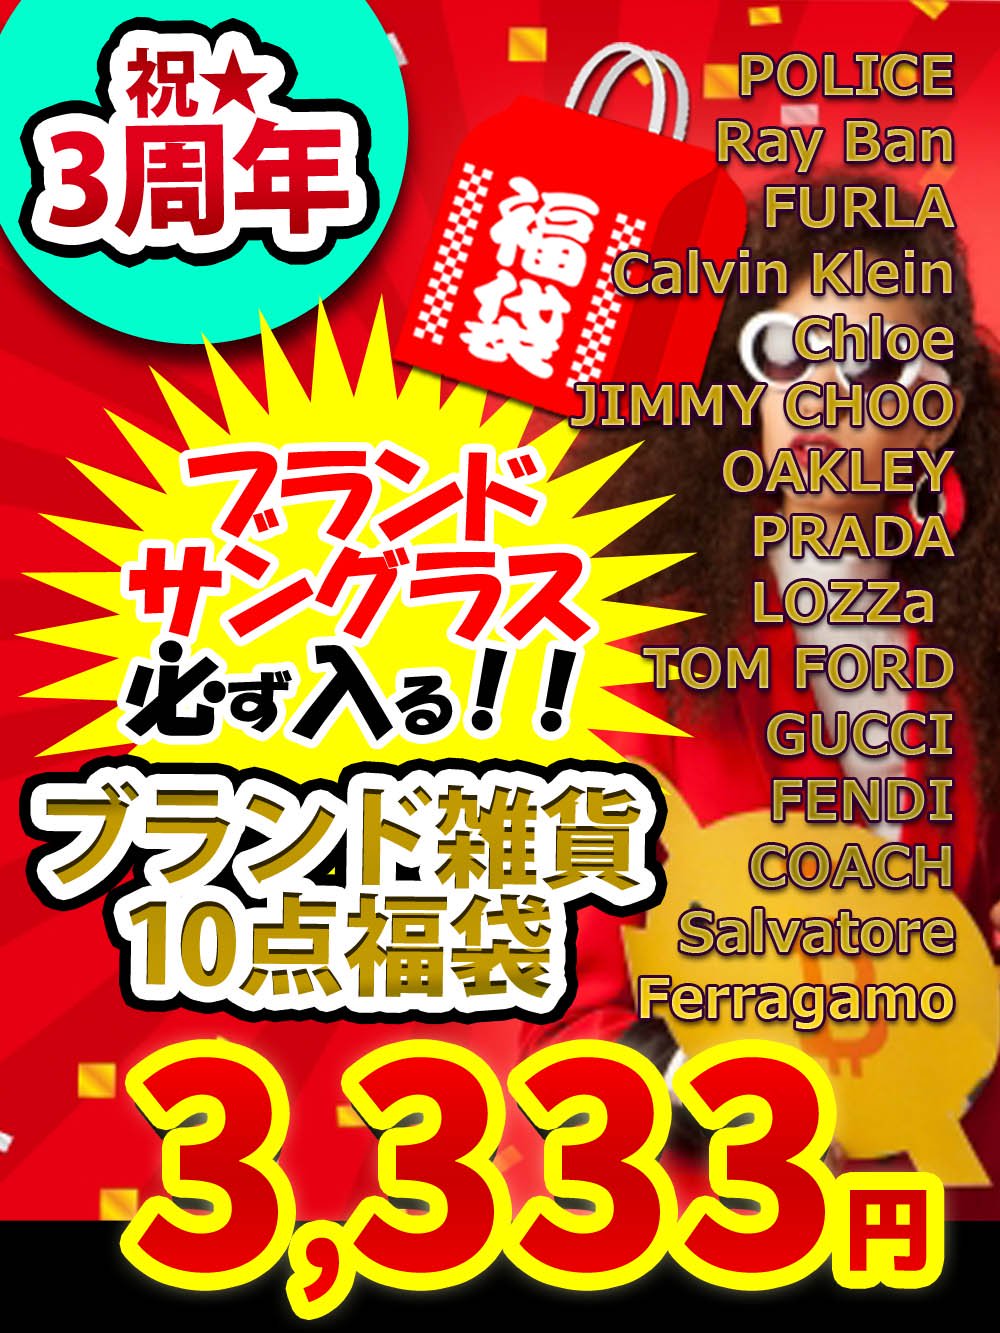 祝★
3周年
福袋
POLICE
Ray Ban
FURLA
Calvin Klein
Chloe
JIMMY CHOO
OAKLEY
PRADA
LOZZa
TOM FORD
GUCCI
FENDI
COACH
Salvatore
Ferragamo
ブランド
サングラス
必ず入る!!
ブランド雑貨
10点福袋
3,333円